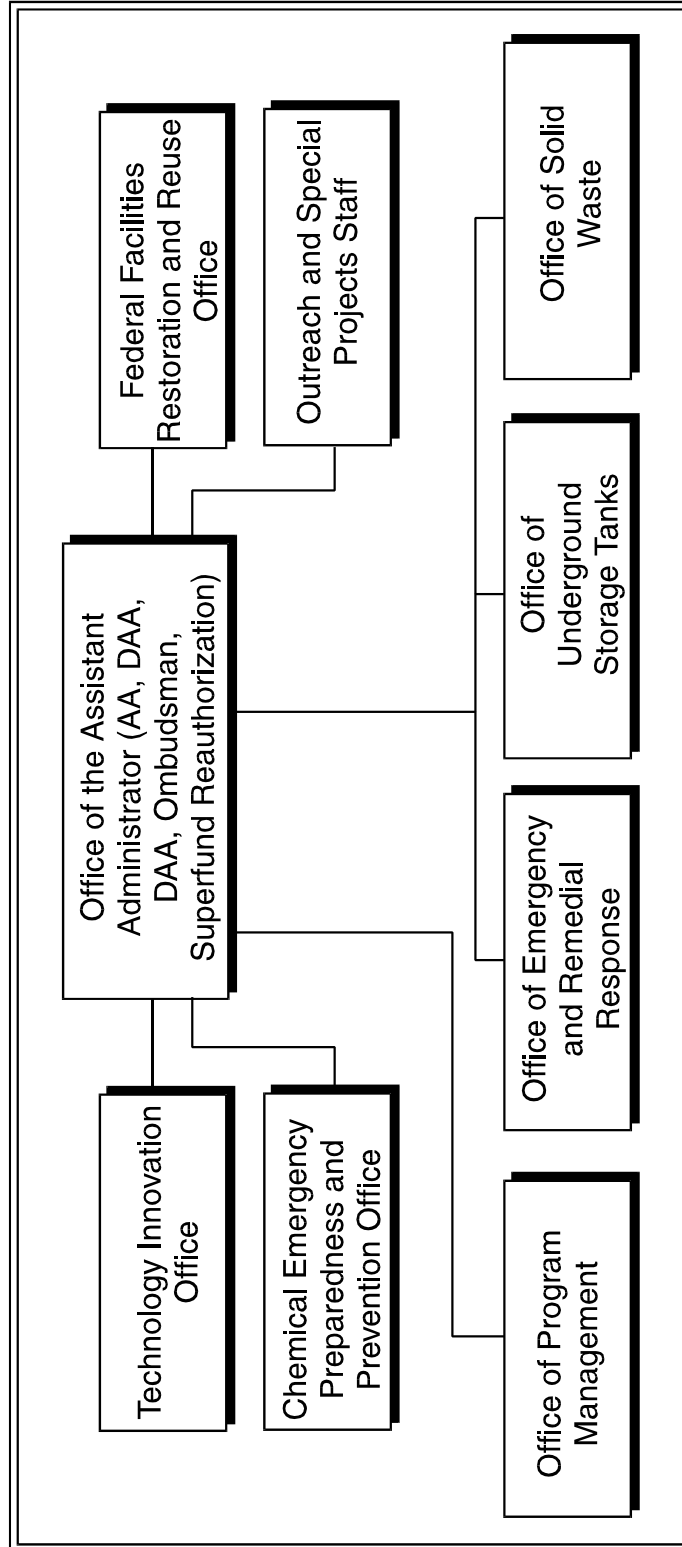 Office of the Assistant
Administrator (AA, DAA,
DAA, Ombudsman,
Superfund Reauthorization)
Technology Innovation
Office
Federal Facilities
Restoration and Reuse
Office
Chemical Emergency
Preparedness and
Prevention Office
Outreach and Special
Projects Staff
Office of Program
Management
Office of Emergency
and Remedial
Response
Office of
Underground
Storage Tanks
Office of Solid
Waste